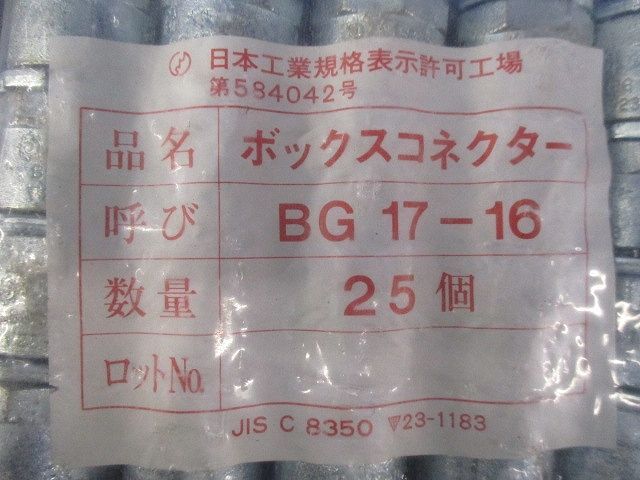 日本工業規格表示許可工場
第584042号
品名 ボックスコネクター
呼び BG 17-16
数量 25個
ロットNo.
JIS C 8350 ▽23-1183